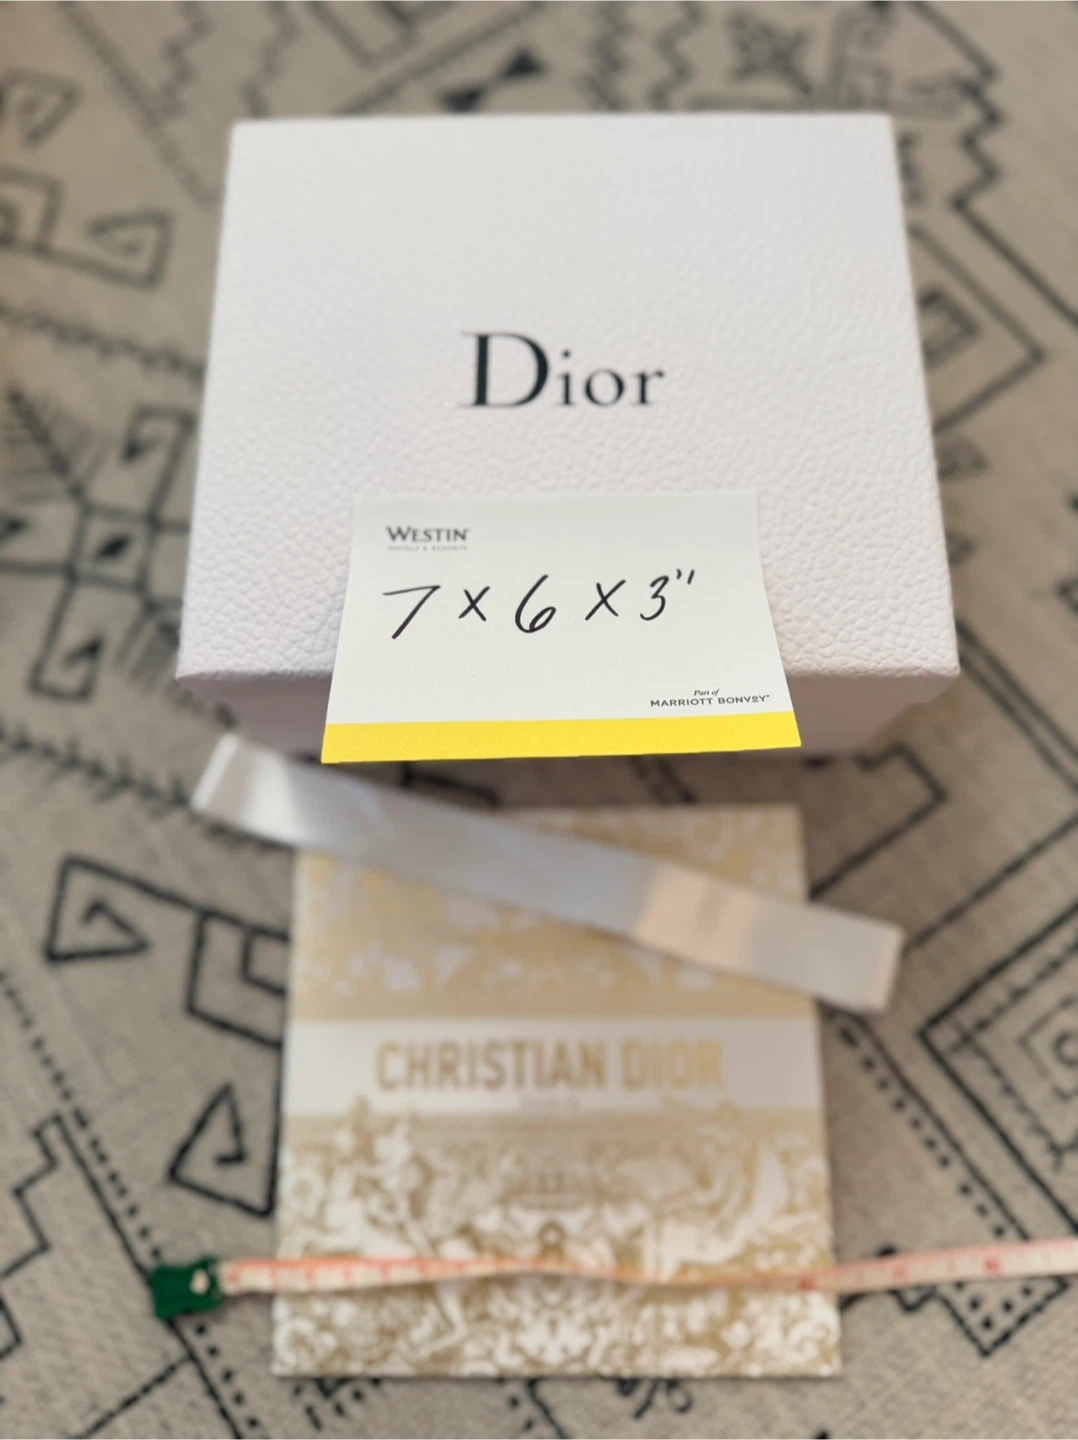 Dior
WESTIN
HOTELS & RESORTS
7 x 6 x 3"
Part of
MARRIOTT BONVOY
CHRISTIAN DIOR